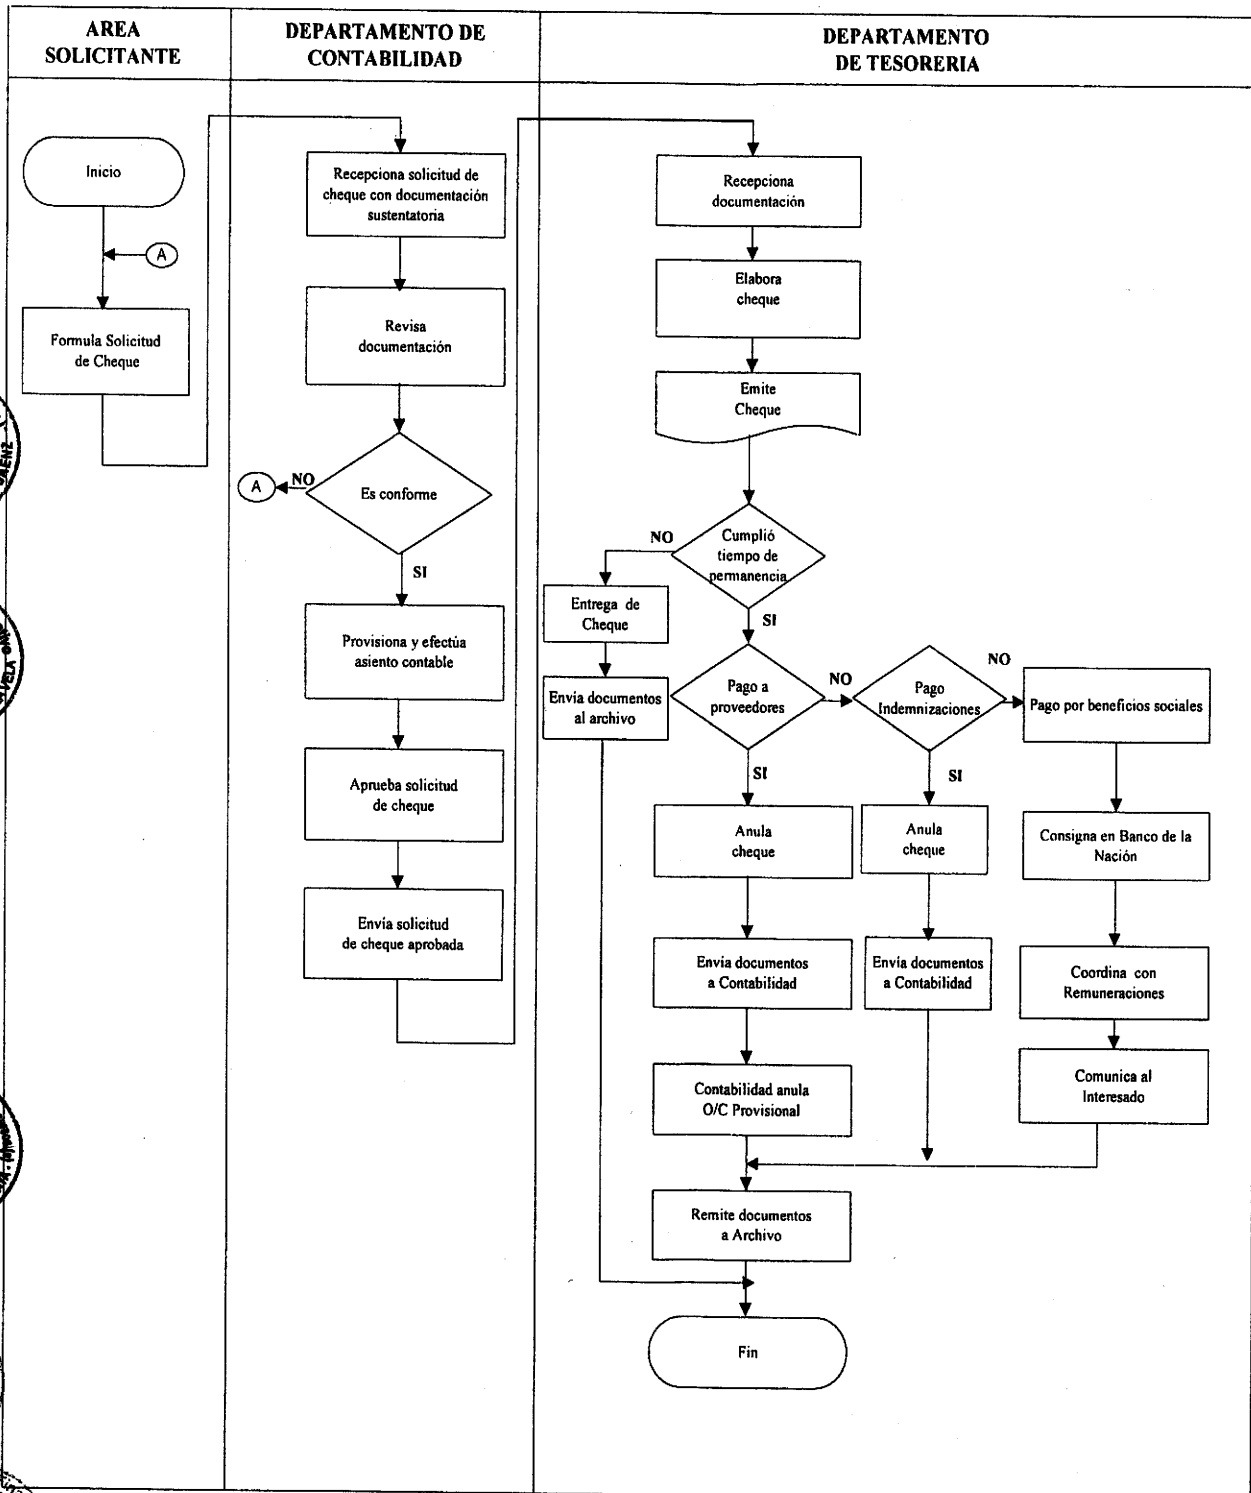 AREA
SOLICITANTE
DEPARTAMENTO DE
CONTABILIDAD
DEPARTAMENTO
DE TESORERIA
Inicio
A
Formula Solicitud
de Cheque
Recepciona solicitud de
cheque con documentación
sustentatoria
Revisa
documentación
Es conforme
NO
A
SI
Provisiona y efectúa
asiento contable
Aprueba solicitud
de cheque
Envía solicitud
de cheque aprobada
Recepciona
documentación
Elabora
cheque
Emite
Cheque
Cumplió
tiempo de
permanencia
NO
Entrega de
Cheque
Envía documentos
al archivo
SI
Pago a
proveedores
NO
Pago
Indemnizaciones
NO
Pago por beneficios sociales
SI
Anula
cheque
SI
Anula
cheque
Consigna en Banco de la
Nación
Envía documentos
a Contabilidad
Envía documentos
a Contabilidad
Coordina con
Remuneraciones
Contabilidad anula
O/C Provisional
Comunica al
Interesado
Remite documentos
a Archivo
Fin
SAENZ